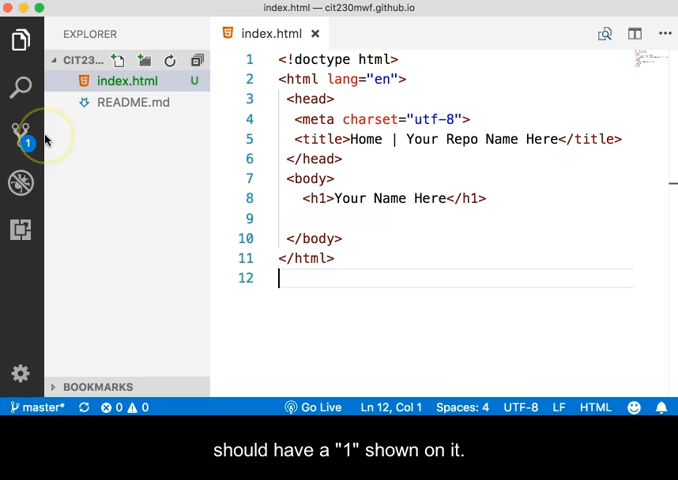 index.html — cit230mwf.github.io
EXPLORER
CIT23...
index.html U
README.md
1
BOOKMARKS
index.html ×
1 <!doctype html>
2 <html lang="en">
3 <head>
4 <meta charset="utf-8">
5 <title>Home | Your Repo Name Here</title>
6 </head>
7 <body>
8 <h1>Your Name Here</h1>
9
10 </body>
11 </html>
12
master* 0 0 Go Live Ln 12, Col 1 Spaces: 4 UTF-8 LF HTML
should have a "1" shown on it.